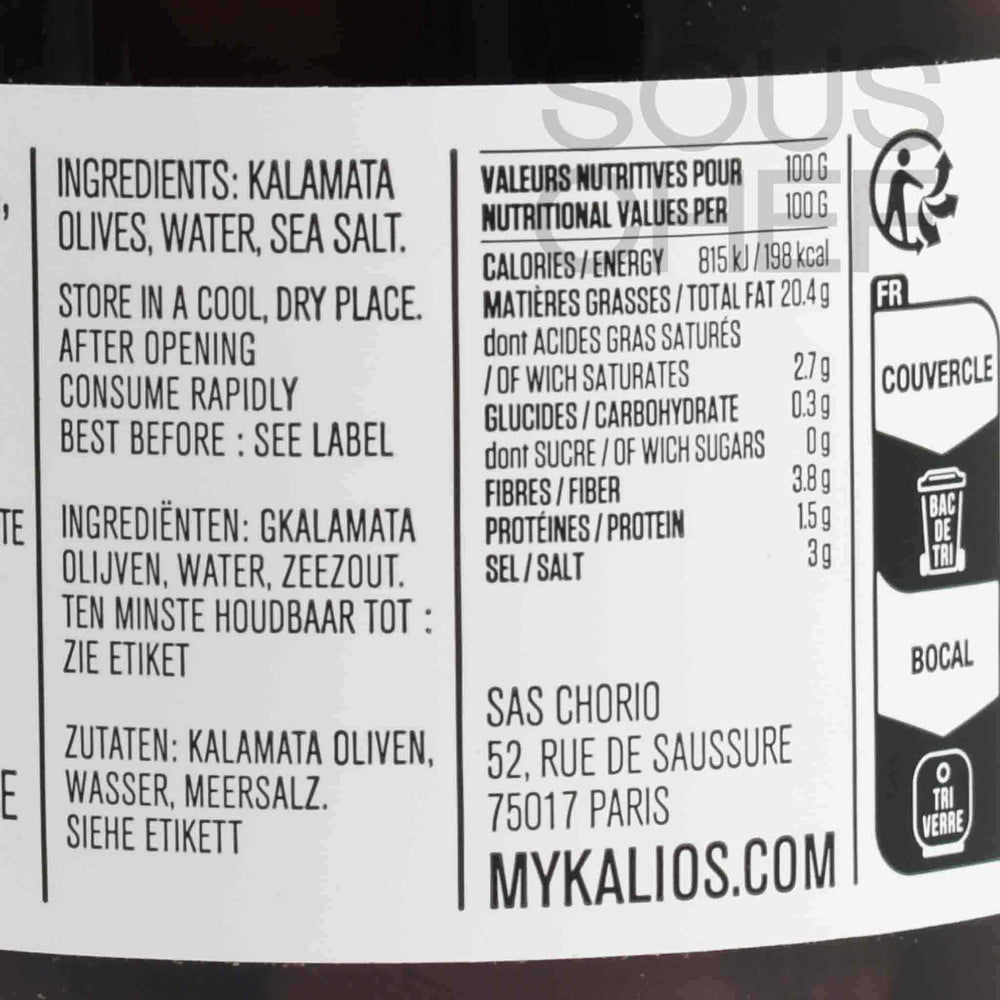 SOUS
CHEF
,
TE
E
INGREDIENTS: KALAMATA
OLIVES, WATER, SEA SALT.
STORE IN A COOL, DRY PLACE.
AFTER OPENING
CONSUME RAPIDLY
BEST BEFORE : SEE LABEL
INGREDIËNTEN: GKALAMATA
OLIJVEN, WATER, ZEEZOUT.
TEN MINSTE HOUDBAAR TOT :
ZIE ETIKET
ZUTATEN: KALAMATA OLIVEN,
WASSER, MEERSALZ.
SIEHE ETIKETT
VALEURS NUTRITIVES POUR 100 G
NUTRITIONAL VALUES PER 100 G
CALORIES / ENERGY 815 kJ / 198 kcal
MATIÈRES GRASSES / TOTAL FAT 20.4 g
dont ACIDES GRAS SATURÉS
/ OF WICH SATURATES 2.7 g
GLUCIDES / CARBOHYDRATE 0.3 g
dont SUCRE / OF WICH SUGARS 0 g
FIBRES / FIBER 3.8 g
PROTÉINES / PROTEIN 1.5 g
SEL / SALT 3 g
SAS CHORIO
52, RUE DE SAUSSURE
75017 PARIS
MYKALIOS.COM
FR
COUVERCLE
BAC
DE
TRI
BOCAL
TRI
VERRE